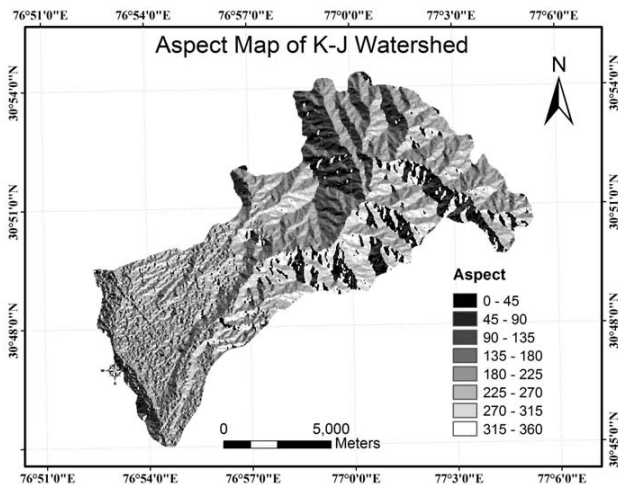 76°51'0"E 76°54'0"E 76°57'0"E 77°0'0"E 77°3'0"E 77°6'0"E
Aspect Map of K-J Watershed
N
30°54'0"N
30°54'0"N
30°51'0"N
30°51'0"N
30°48'0"N
30°48'0"N
30°45'0"N
Aspect
0 - 45
45 - 90
90 - 135
135 - 180
180 - 225
225 - 270
270 - 315
315 - 360
0 5,000
Meters
76°51'0"E 76°54'0"E 76°57'0"E 77°0'0"E 77°3'0"E 77°6'0"E